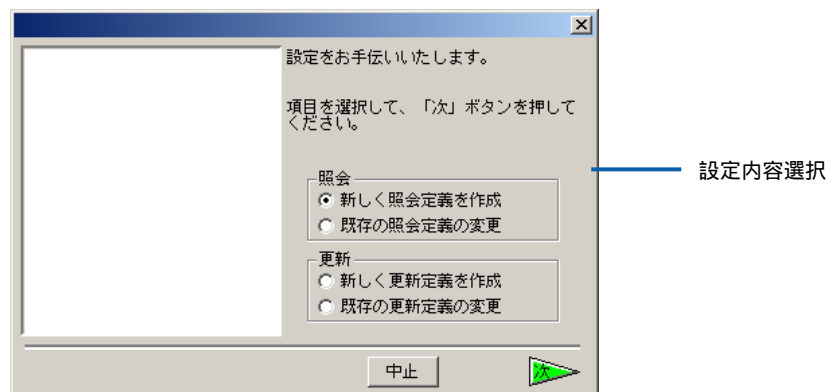 設定をお手伝いいたします。
項目を選択して、「次」ボタンを押して
ください。
設定内容選択
照会
新しく照会定義を作成
既存の照会定義の変更
更新
新しく更新定義を作成
既存の更新定義の変更
中止
次